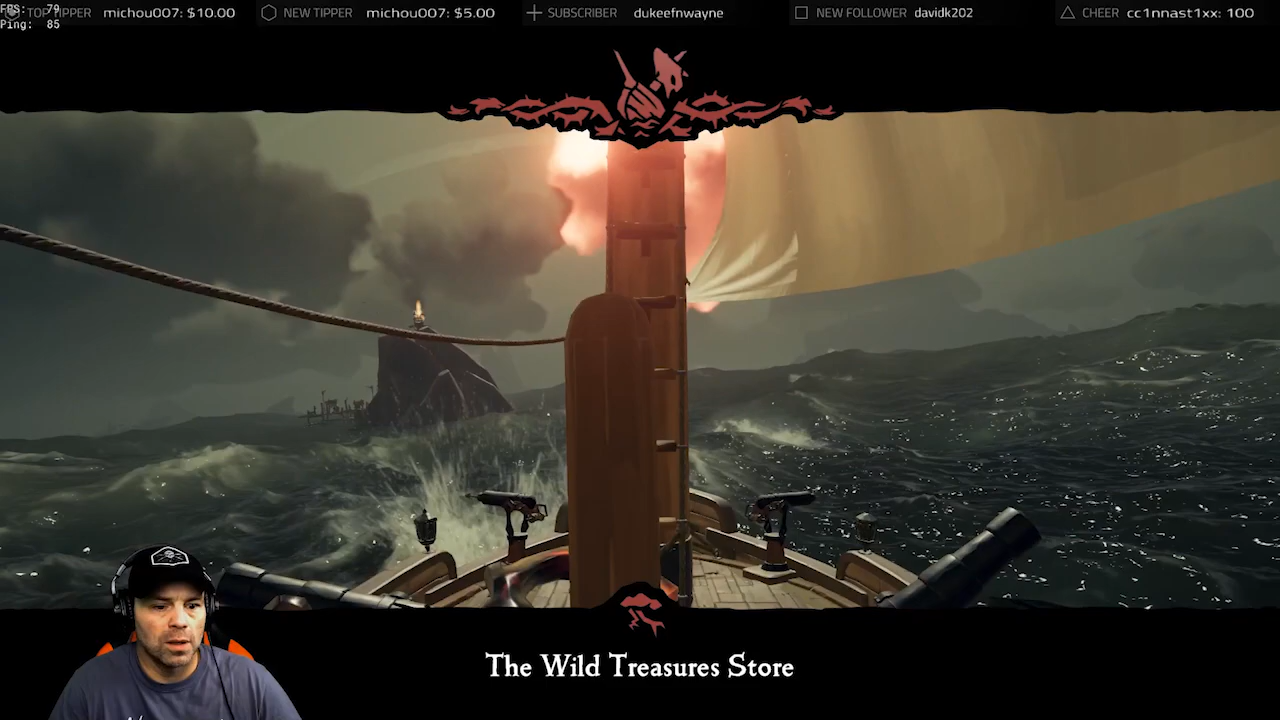 FPS: 79
TOP TIPPER michou007: $10.00
NEW TIPPER michou007: $5.00
SUBSCRIBER dukeefnwayne
NEW FOLLOWER davidk202
CHEER cc1nnast1xx: 100
Ping: 85
The Wild Treasures Store